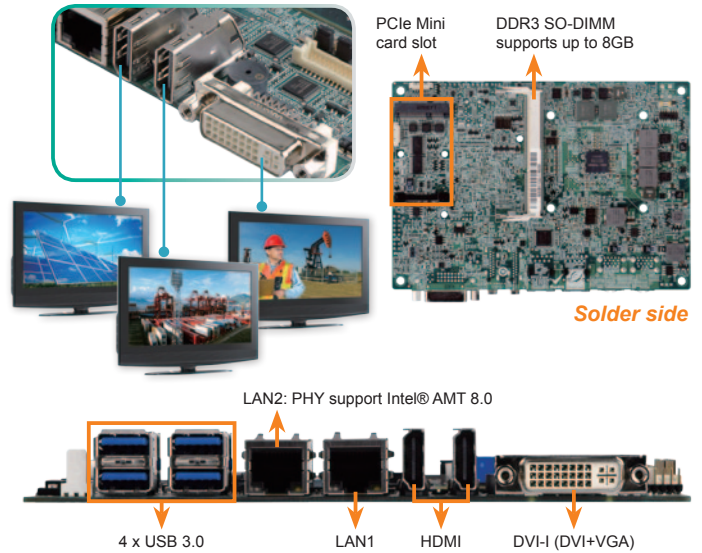 PCIe Mini
card slot
DDR3 SO-DIMM
supports up to 8GB
Solder side
LAN2: PHY support Intel® AMT 8.0
4 x USB 3.0
LAN1
HDMI
DVI-I (DVI+VGA)